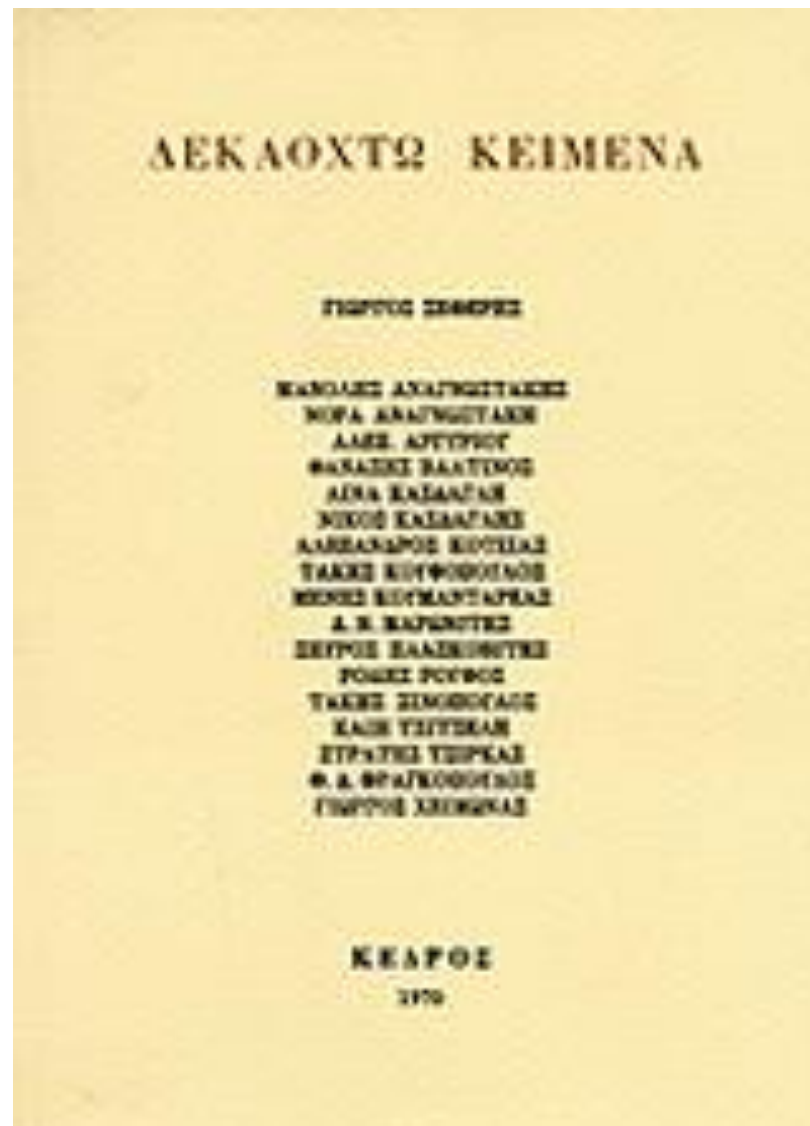 ΔΕΚΑΟΧΤΩ ΚΕΙΜΕΝΑ
ΓΙΩΡΓΟΣ ΣΕΦΕΡΗΣ
ΜΑΝΟΛΗΣ ΑΝΑΓΝΩΣΤΑΚΗΣ
ΝΟΡΑ ΑΝΑΓΝΩΣΤΑΚΗ
ΑΛΕΞ. ΑΡΓΥΡΙΟΥ
ΘΑΝΑΣΗΣ ΒΑΛΤΙΝΟΣ
ΛΙΝΑ ΚΑΣΔΑΓΛΗ
ΝΙΚΟΣ ΚΑΣΔΑΓΛΗΣ
ΑΛΕΞΑΝΔΡΟΣ ΚΟΤΖΙΑΣ
ΤΑΚΗΣ ΚΟΥΦΟΠΟΥΛΟΣ
ΜΕΝΗΣ ΚΟΥΜΑΝΤΑΡΕΑΣ
Δ. Ν. ΜΑΡΩΝΙΤΗΣ
ΣΠΥΡΟΣ ΠΛΑΣΚΟΒΙΤΗΣ
ΡΟΔΗΣ ΡΟΥΦΟΣ
ΤΑΚΗΣ ΣΙΝΟΠΟΥΛΟΣ
ΚΑΙΗ ΤΣΙΤΣΕΛΗ
ΣΤΡΑΤΗΣ ΤΣΙΡΚΑΣ
Θ. Δ. ΦΡΑΓΚΟΠΟΥΛΟΣ
ΓΙΩΡΓΟΣ ΧΕΙΜΩΝΑΣ
ΚΕΔΡΟΣ
1970